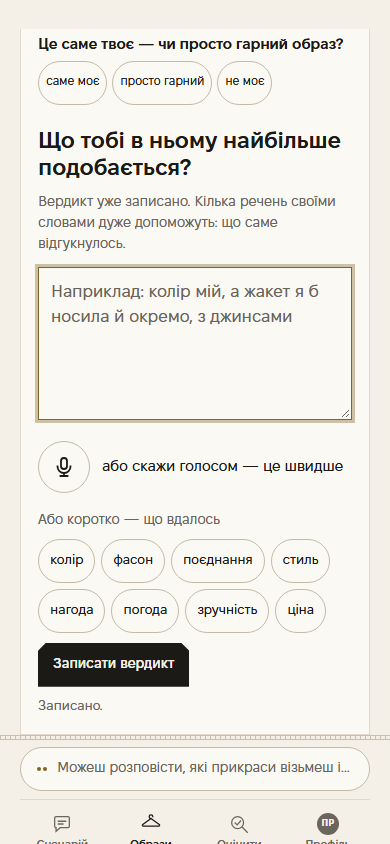 Це саме твоє — чи просто гарний образ?
саме моє просто гарний не моє
Що тобі в ньому найбільше
подобається?
Вердикт уже записано. Кілька речень своїми
словами дуже допоможуть: що саме
відгукнулось.
Наприклад: колір мій, а жакет я б
носила й окремо, з джинсами
або скажи голосом — це швидше
Або коротко — що вдалось
колір фасон поєднання стиль
нагода погода зручність ціна
Записати вердикт
Записано.
Можеш розповісти, які прикраси візьмеш і...
ПР
Сценарій Образи Оцінити Профіль